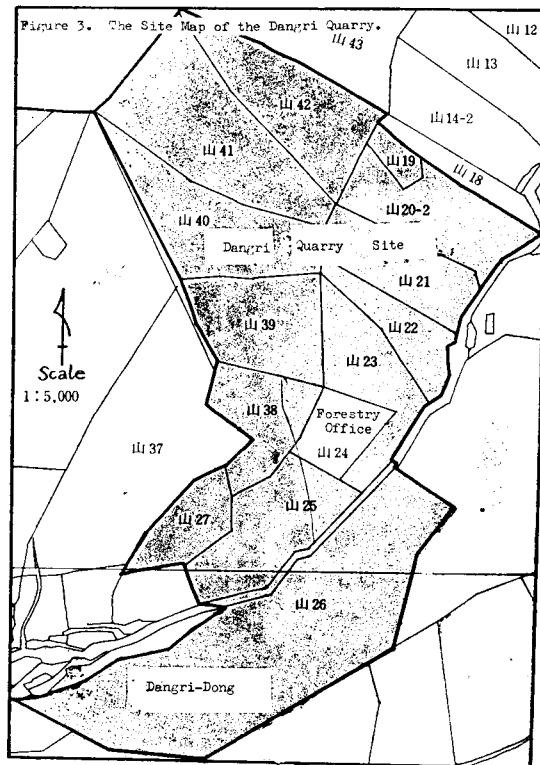 Figure 3. The Site Map of the Dangri Quarry.
山 12
山 43
山 13
山 42
山 14-2
山 41
山 19
山 18
山 20-2
山 40
Dangri Quarry Site
山 21
山 39
山 22
山 23
Scale
1:5,000
山 38
Forestry
Office
山 24
山 37
山 25
山 27
山 26
Dangri-Dong